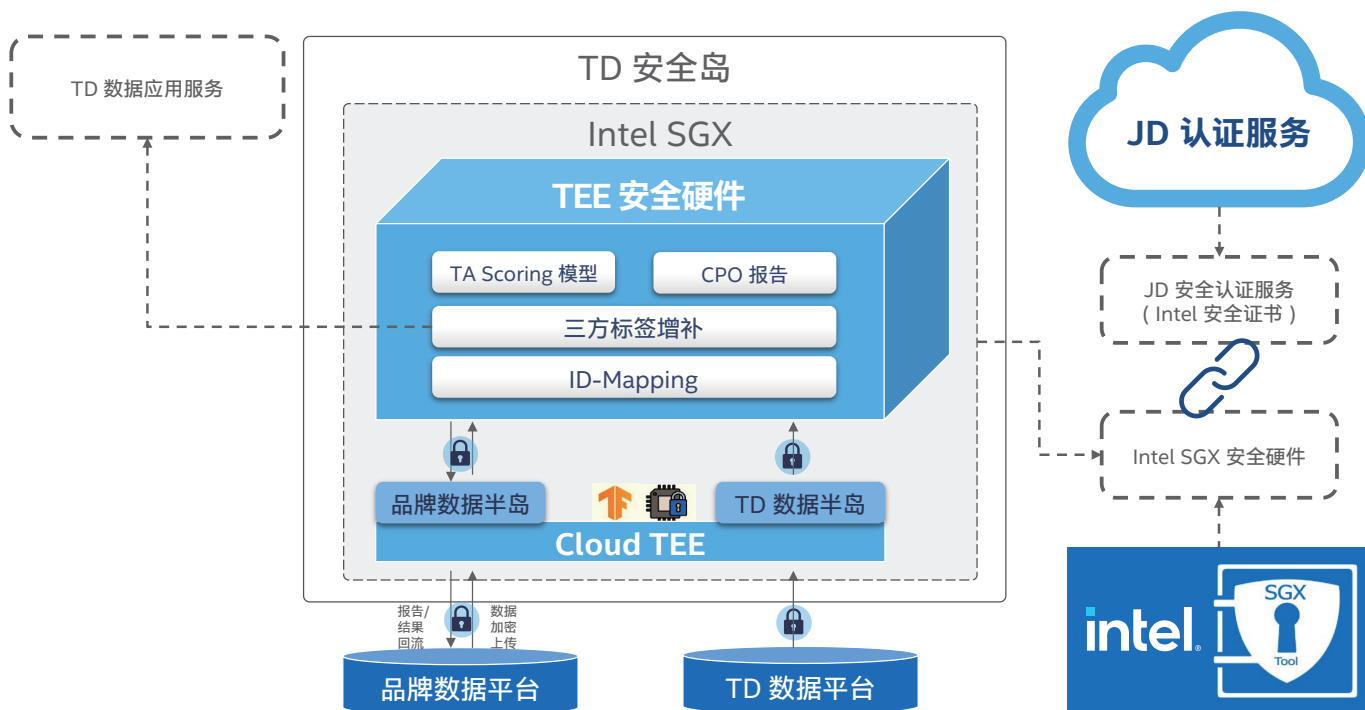 TD 数据应用服务
TD 安全岛
Intel SGX
TEE 安全硬件
TA Scoring 模型
CPO 报告
三方标签增补
ID-Mapping
品牌数据半岛
TD 数据半岛
Cloud TEE
报告/
结果
回流
数据
加密
上传
品牌数据平台
TD 数据平台
JD 认证服务
JD 安全认证服务
( Intel 安全证书 )
Intel SGX 安全硬件
intel.
SGX
Tool